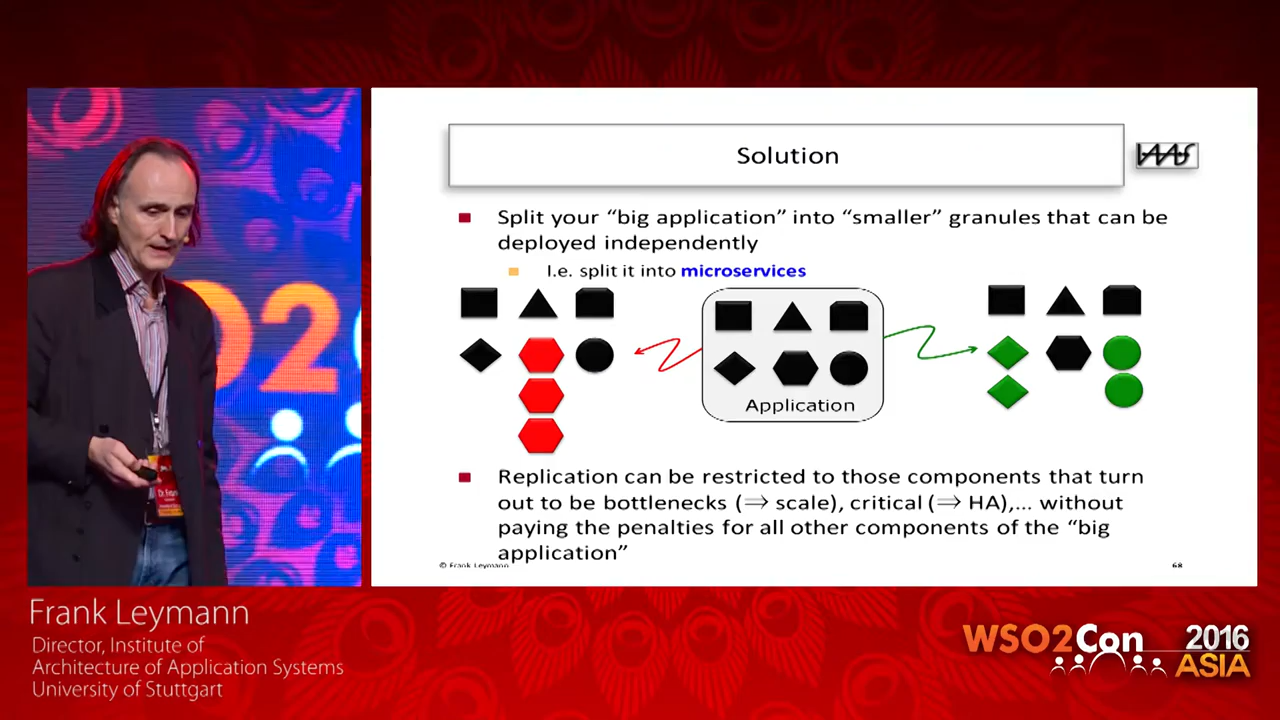 Solution
IAAS
Split your “big application” into “smaller” granules that can be
deployed independently
I.e. split it into microservices
Application
Replication can be restricted to those components that turn
out to be bottlenecks (⇒ scale), critical (⇒ HA),... without
paying the penalties for all other components of the “big
application”
© Frank Leymann
68
O2
Dr. Frank
Frank Leymann
Director, Institute of
Architecture of Application Systems
University of Stuttgart
WSO2Con 2016
ASIA